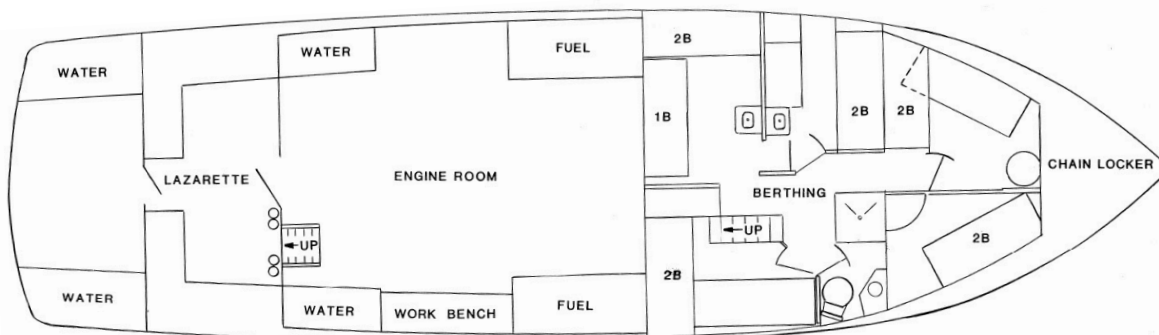 WATER
WATER
FUEL
2B
1B
2B
2B
LAZARETTE
ENGINE ROOM
BERTHING
CHAIN LOCKER
UP
UP
2B
2B
WATER
WATER
WORK BENCH
FUEL